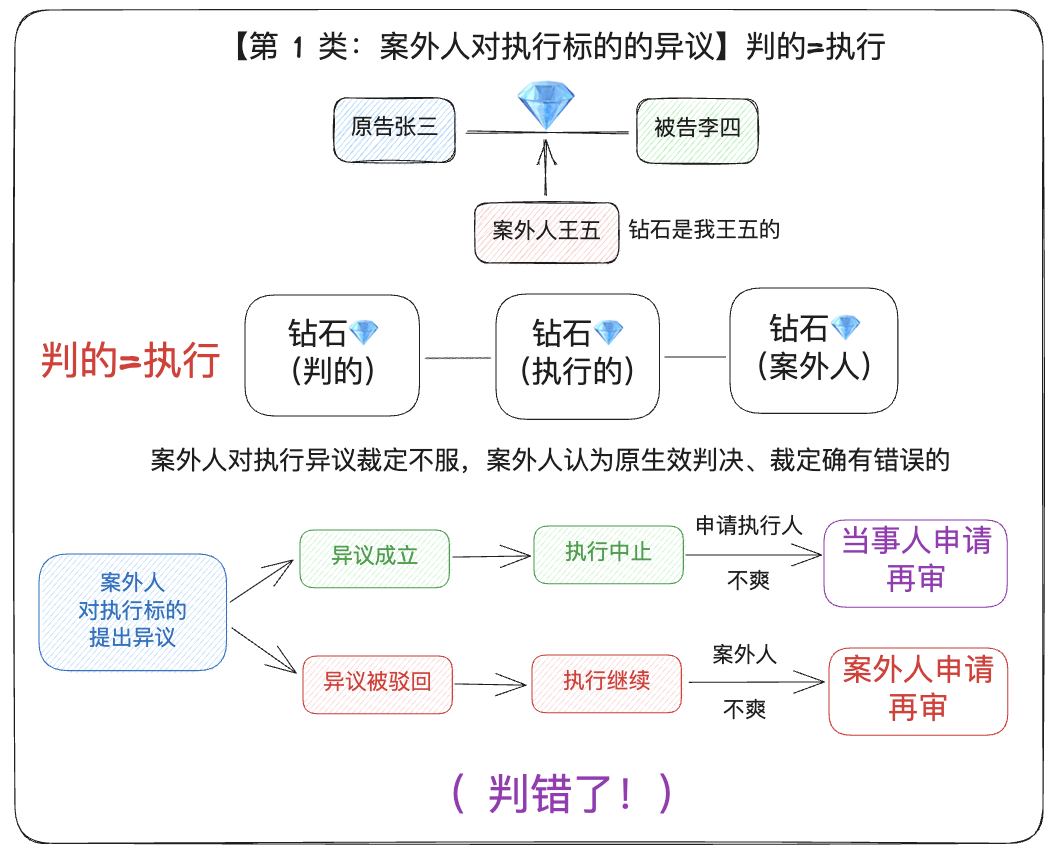 【第 1 类：案外人对执行标的的异议】判的=执行
原告张三
被告李四
案外人王五
钻石是我王五的
判的=执行
钻石💎
（判的）
钻石💎
（执行的）
钻石💎
（案外人）
案外人对执行异议裁定不服，案外人认为原生效判决、裁定确有错误的
案外人
对执行标的
提出异议
异议成立
执行中止
申请执行人
不爽
当事人申请
再审
异议被驳回
执行继续
案外人
不爽
案外人申请
再审
（ 判错了！）